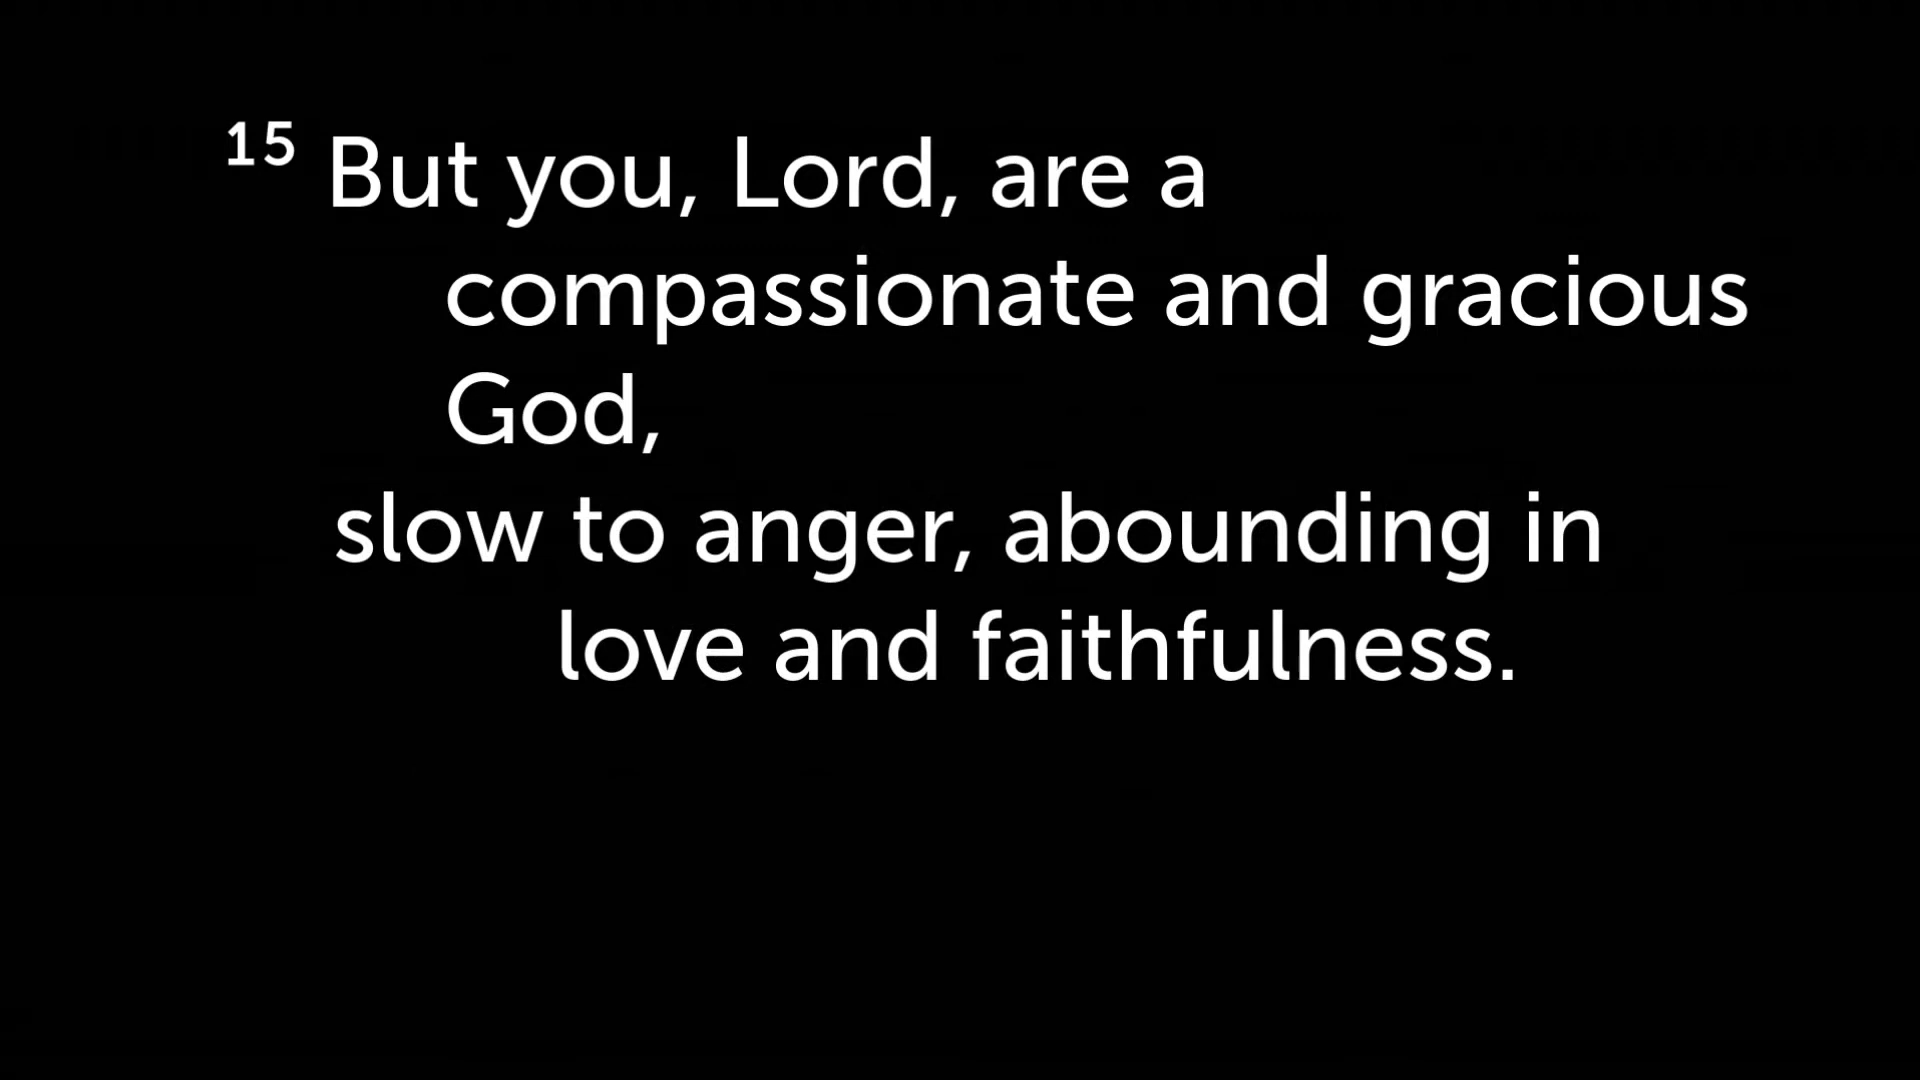 15 But you, Lord, are a
compassionate and gracious
God,
slow to anger, abounding in
love and faithfulness.